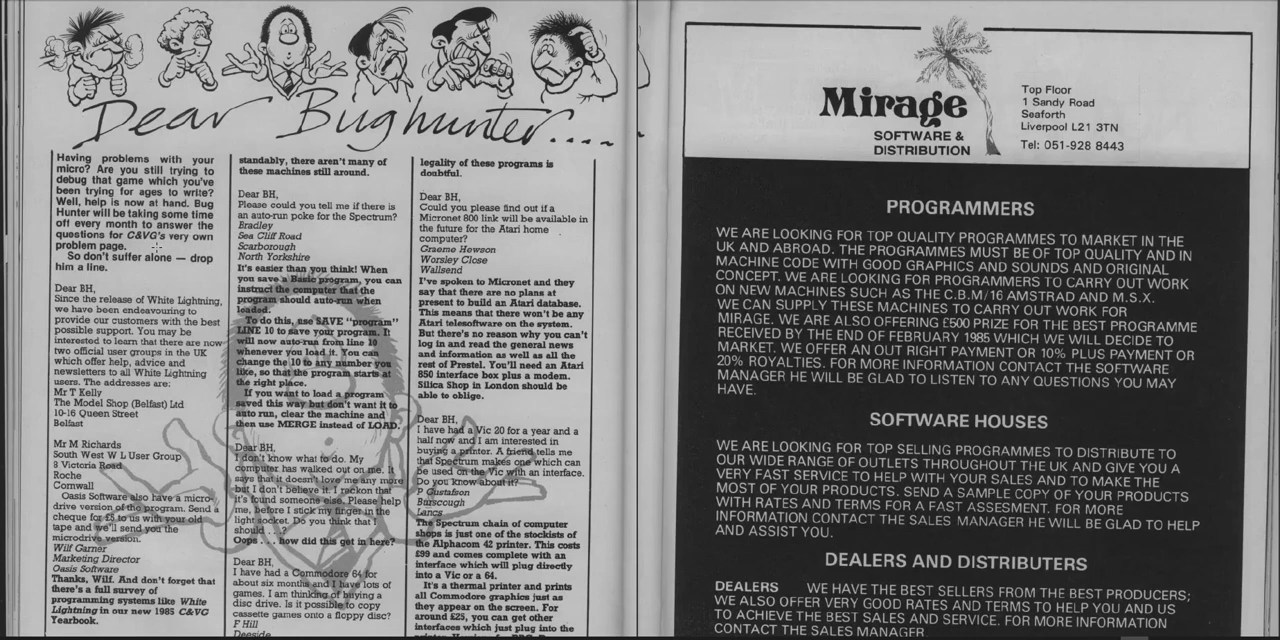 Dear Bughunter....
Having problems with your
micro? Are you still trying to
debug that game which you've
been trying for ages to write?
Well, help is now at hand. Bug
Hunter will be taking some time
off every month to answer the
questions for C&VG's very own
problem page.
So don't suffer alone — drop
him a line.
Dear BH,
Since the release of White Lightning,
we have been endeavouring to
provide our customers with the best
possible support. You may be
interested to learn that there are now
two official user groups in the UK
which offer help, advice and
newsletters to all White Lightning
users. The addresses are:
Mr T Kelly
The Model Shop (Belfast) Ltd
10-16 Queen Street
Belfast
Mr M Richards
South West W L User Group
8 Victoria Road
Roche
Cornwall
Oasis Software also have a micro-
drive version of the program. Send a
cheque for £5 to us with your old
tape and we'll send you the
microdrive version.
Wilf Garner
Marketing Director
Oasis Software
Thanks, Wilf. And don't forget that
there's a full survey of
programming systems like White
Lightning in our new 1985 C&VG
Yearbook.
standably, there aren't many of
these machines still around.
Dear BH,
Please could you tell me if there is
an auto-run poke for the Spectrum?
Bradley
Sea Cliff Road
Scarborough
North Yorkshire
It's easier than you think! When
you save a Basic program, you can
instruct the computer that the
program should auto-run when
loaded.
To do this, use SAVE "program"
LINE 10 to save your program. It
will now auto-run from line 10
whenever you load it. You can
change the 10 to any number you
like, so that the program starts at
the right place.
If you want to load a program
saved this way but don't want it to
auto run, clear the machine and
then use MERGE instead of LOAD.
Dear BH,
I don't know what to do. My
computer has walked out on me. It
says that it doesn't love me any more
but I don't believe it. I reckon that
it's found someone else. Please help
me, before I stick my finger in the
light socket. Do you think that I
should . . .?
Oops . . . how did this get in here?
Dear BH,
I have had a Commodore 64 for
about six months and I have lots of
games. I am thinking of buying a
disc drive. Is it possible to copy
cassette games onto a floppy disc?
F Hill
Deeside
legality of these programs is
doubtful.
Dear BH,
Could you please find out if a
Micronet 800 link will be available in
the future for the Atari home
computer?
Graeme Hewson
Worsley Close
Wallsend
I've spoken to Micronet and they
say that there are no plans at
present to build an Atari database.
This means that there won't be any
Atari telesoftware on the system.
But there's no reason why you can't
log in and read the general news
and information as well as all the
rest of Prestel. You'll need an Atari
850 interface box plus a modem.
Silica Shop in London should be
able to oblige.
Dear BH,
I have had a Vic 20 for a year and a
half now and I am interested in
buying a printer. A friend tells me
that Spectrum makes one which can
be used on the Vic with an interface.
Do you know about it?
P Gustafson
Burscough
Lancs
The Spectrum chain of computer
shops is just one of the stockists of
the Alphacom 42 printer. This costs
£99 and comes complete with an
interface which will plug directly
into a Vic or a 64.
It's a thermal printer and prints
all Commodore graphics just as
they appear on the screen. For
around £25, you can get other
interfaces which just plug into the
Mirage
SOFTWARE &
DISTRIBUTION
Top Floor
1 Sandy Road
Seaforth
Liverpool L21 3TN
Tel: 051-928 8443
PROGRAMMERS
WE ARE LOOKING FOR TOP QUALITY PROGRAMMES TO MARKET IN THE
UK AND ABROAD. THE PROGRAMMES MUST BE OF TOP QUALITY AND IN
MACHINE CODE WITH GOOD GRAPHICS AND SOUNDS AND ORIGINAL
CONCEPT. WE ARE LOOKING FOR PROGRAMMERS TO CARRY OUT WORK
ON NEW MACHINES SUCH AS THE C.B.M/16 AMSTRAD AND M.S.X.
WE CAN SUPPLY THESE MACHINES TO CARRY OUT WORK FOR
MIRAGE. WE ARE ALSO OFFERING £500 PRIZE FOR THE BEST PROGRAMME
RECEIVED BY THE END OF FEBRUARY 1985 WHICH WE WILL DECIDE TO
MARKET. WE OFFER AN OUT RIGHT PAYMENT OR 10% PLUS PAYMENT OR
20% ROYALTIES. FOR MORE INFORMATION CONTACT THE SOFTWARE
MANAGER HE WILL BE GLAD TO LISTEN TO ANY QUESTIONS YOU MAY
HAVE.
SOFTWARE HOUSES
WE ARE LOOKING FOR TOP SELLING PROGRAMMES TO DISTRIBUTE TO
OUR WIDE RANGE OF OUTLETS THROUGHOUT THE UK AND GIVE YOU A
VERY FAST SERVICE TO HELP WITH YOUR SALES AND TO MAKE THE
MOST OF YOUR PRODUCTS. SEND A SAMPLE COPY OF YOUR PRODUCTS
WITH RATES AND TERMS FOR A FAST ASSESMENT. FOR MORE
INFORMATION CONTACT THE SALES MANAGER HE WILL BE GLAD TO HELP
AND ASSIST YOU.
DEALERS AND DISTRIBUTERS
DEALERS WE HAVE THE BEST SELLERS FROM THE BEST PRODUCERS;
WE ALSO OFFER VERY GOOD RATES AND TERMS TO HELP YOU AND US
TO ACHIEVE THE BEST SALES AND SERVICE. FOR MORE INFORMATION
CONTACT THE SALES MANAGER.